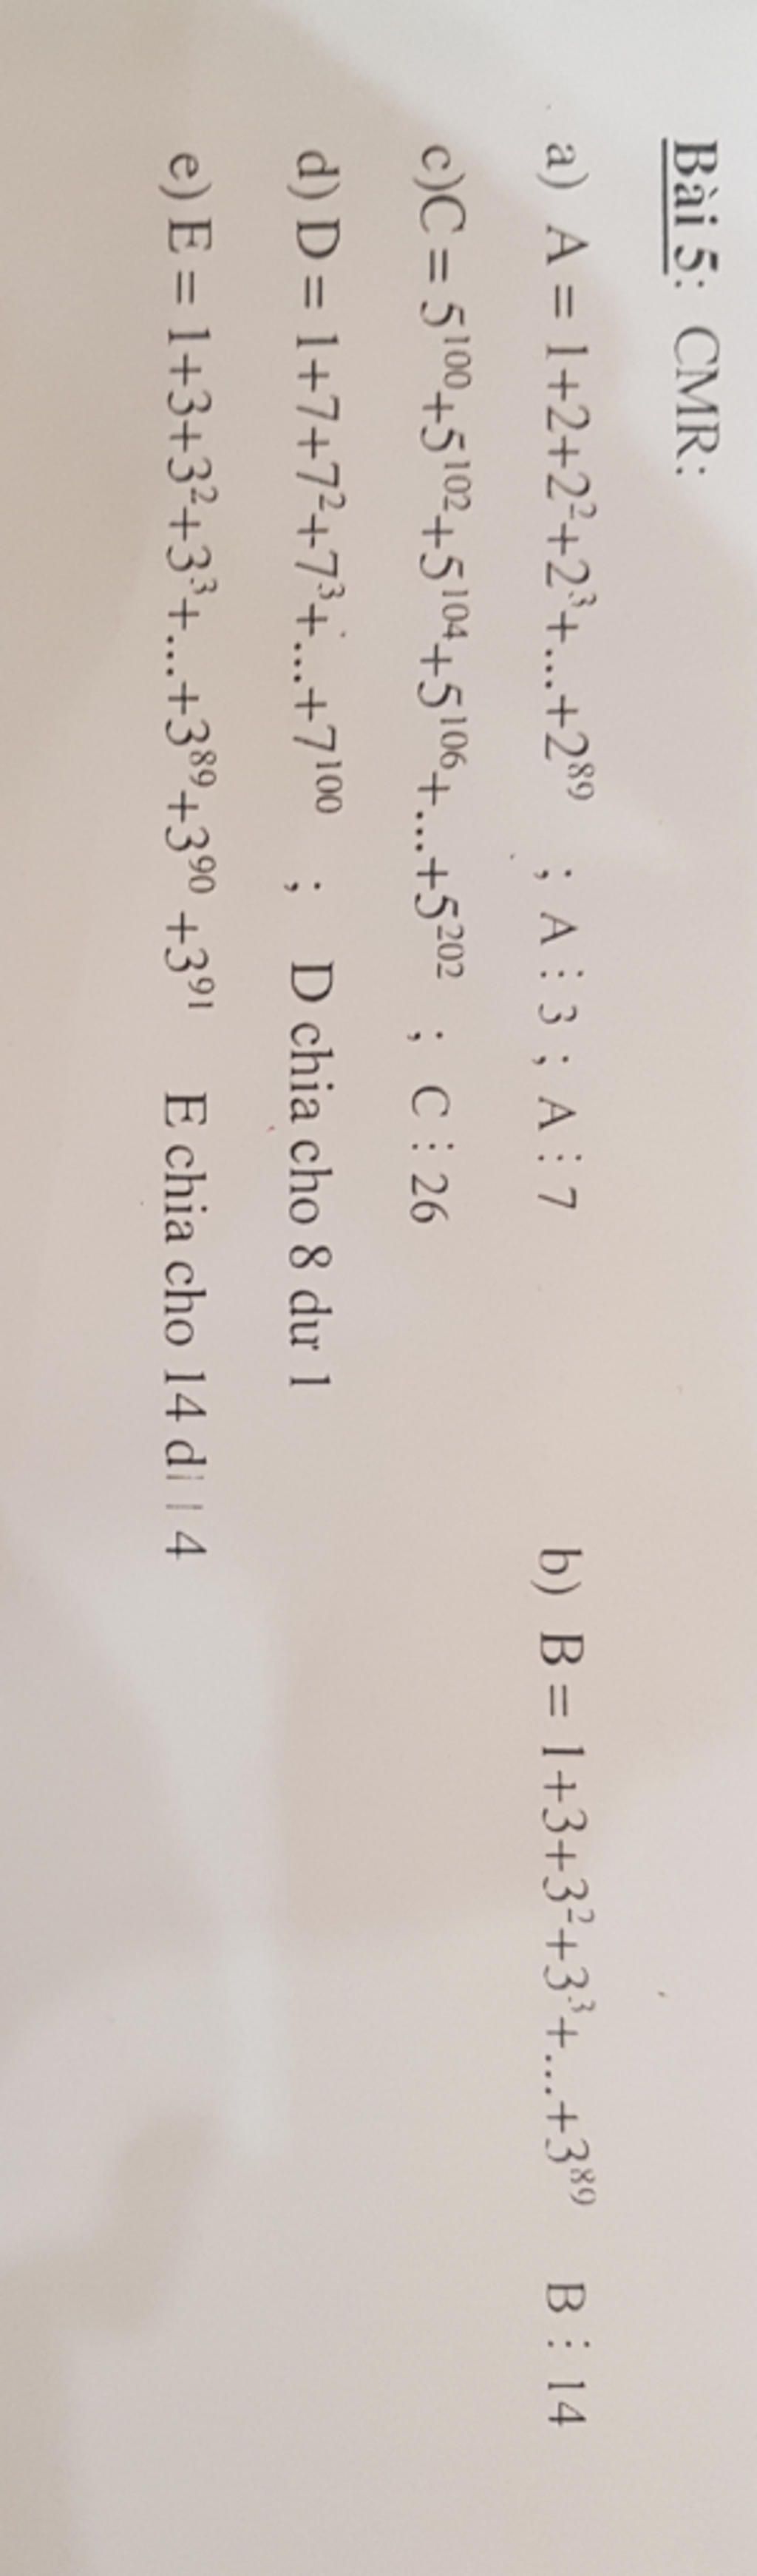 Bài 5: CMR:
a) A = 1+2+2²+2³+...+2⁸⁹ ; A ⋮ 3 ; A ⋮ 7 b) B = 1+3+3²+3³+...+3⁸⁹ B ⋮ 14
c)C = 5¹⁰⁰+5¹⁰²+5¹⁰⁴+5¹⁰⁶+...+5²⁰² ; C ⋮ 26
d) D = 1+7+7²+7³+...+7¹⁰⁰ ; D chia cho 8 dư 1
e) E = 1+3+3²+3³+...+3⁸⁹+3⁹⁰ +3⁹¹ E chia cho 14 4